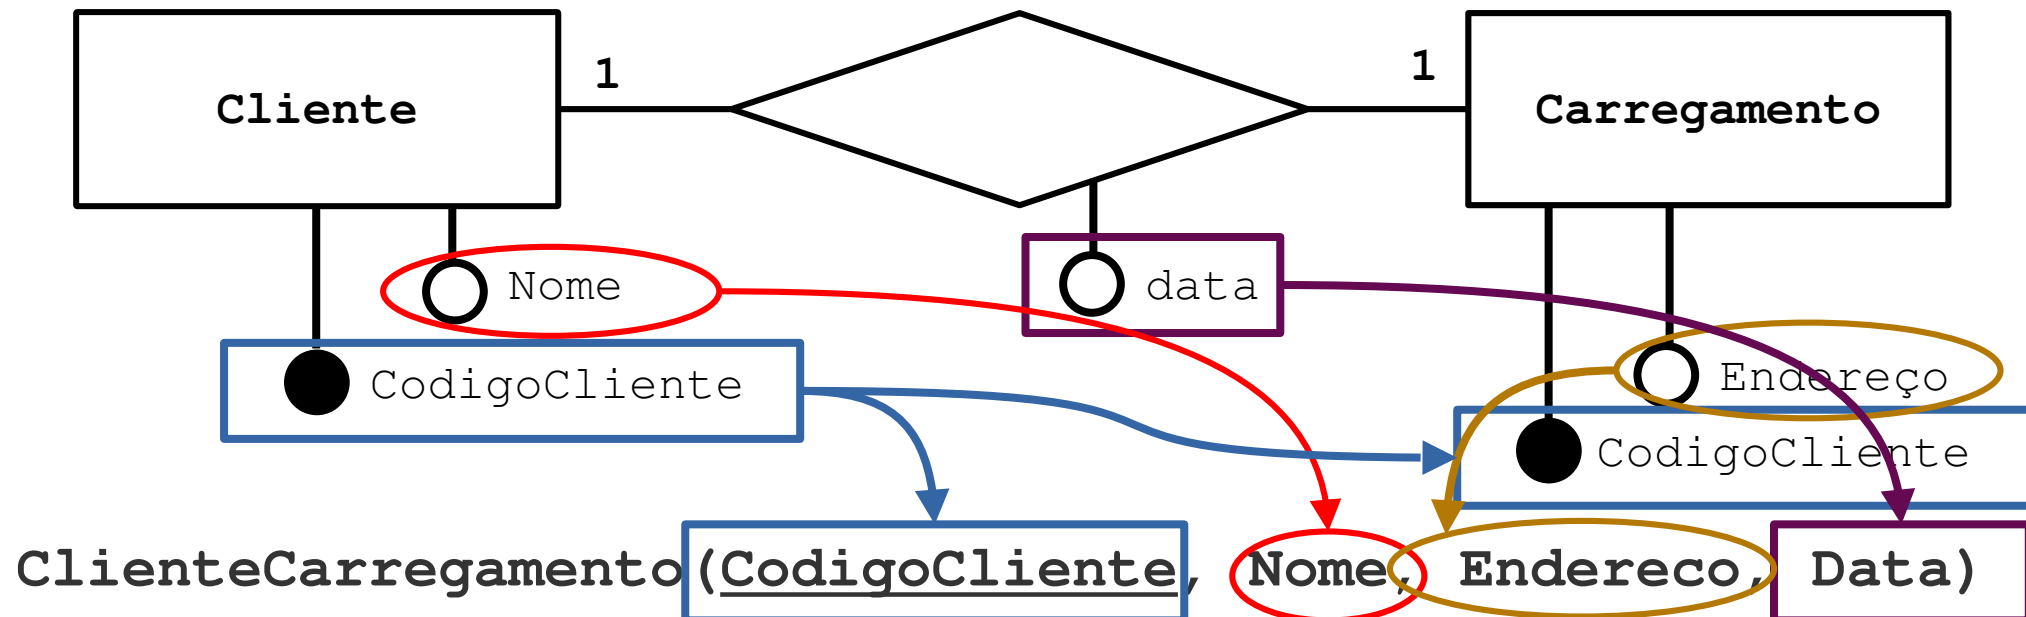 1
1
Cliente
Carregamento
Nome
data
CodigoCliente
Endereço
CodigoCliente
ClienteCarregamento(CodigoCliente, Nome, Endereco, Data)